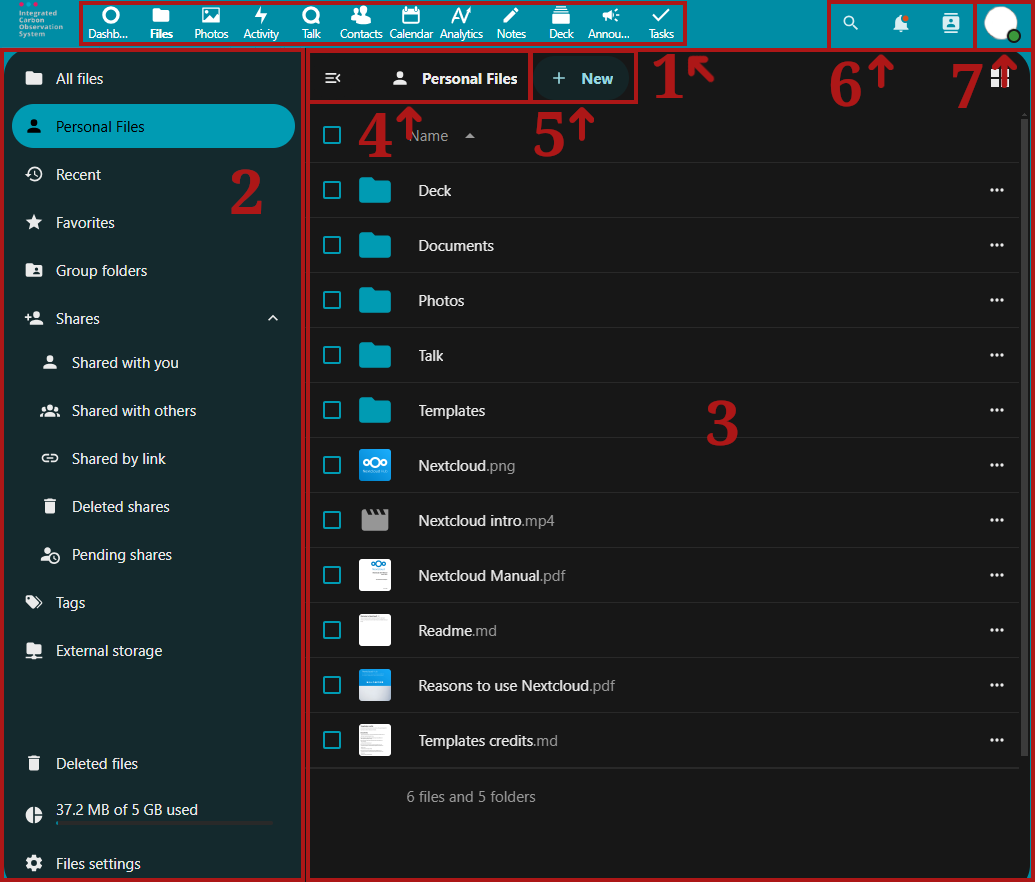 Integrated
Carbon
Observation
System
Dashb... Files Photos Activity Talk Contacts Calendar Analytics Notes Deck Annou... Tasks
1
6
7
All files
Personal Files
Recent
2
Favorites
Group folders
Shares
Shared with you
Shared with others
Shared by link
Deleted shares
Pending shares
Tags
External storage
Deleted files
37.2 MB of 5 GB used
Files settings
Personal Files + New
4
5
Name
Deck
Documents
Photos
Talk
Templates
3
Nextcloud.png
Nextcloud intro.mp4
Nextcloud Manual.pdf
Readme.md
Reasons to use Nextcloud.pdf
Templates credits.md
6 files and 5 folders